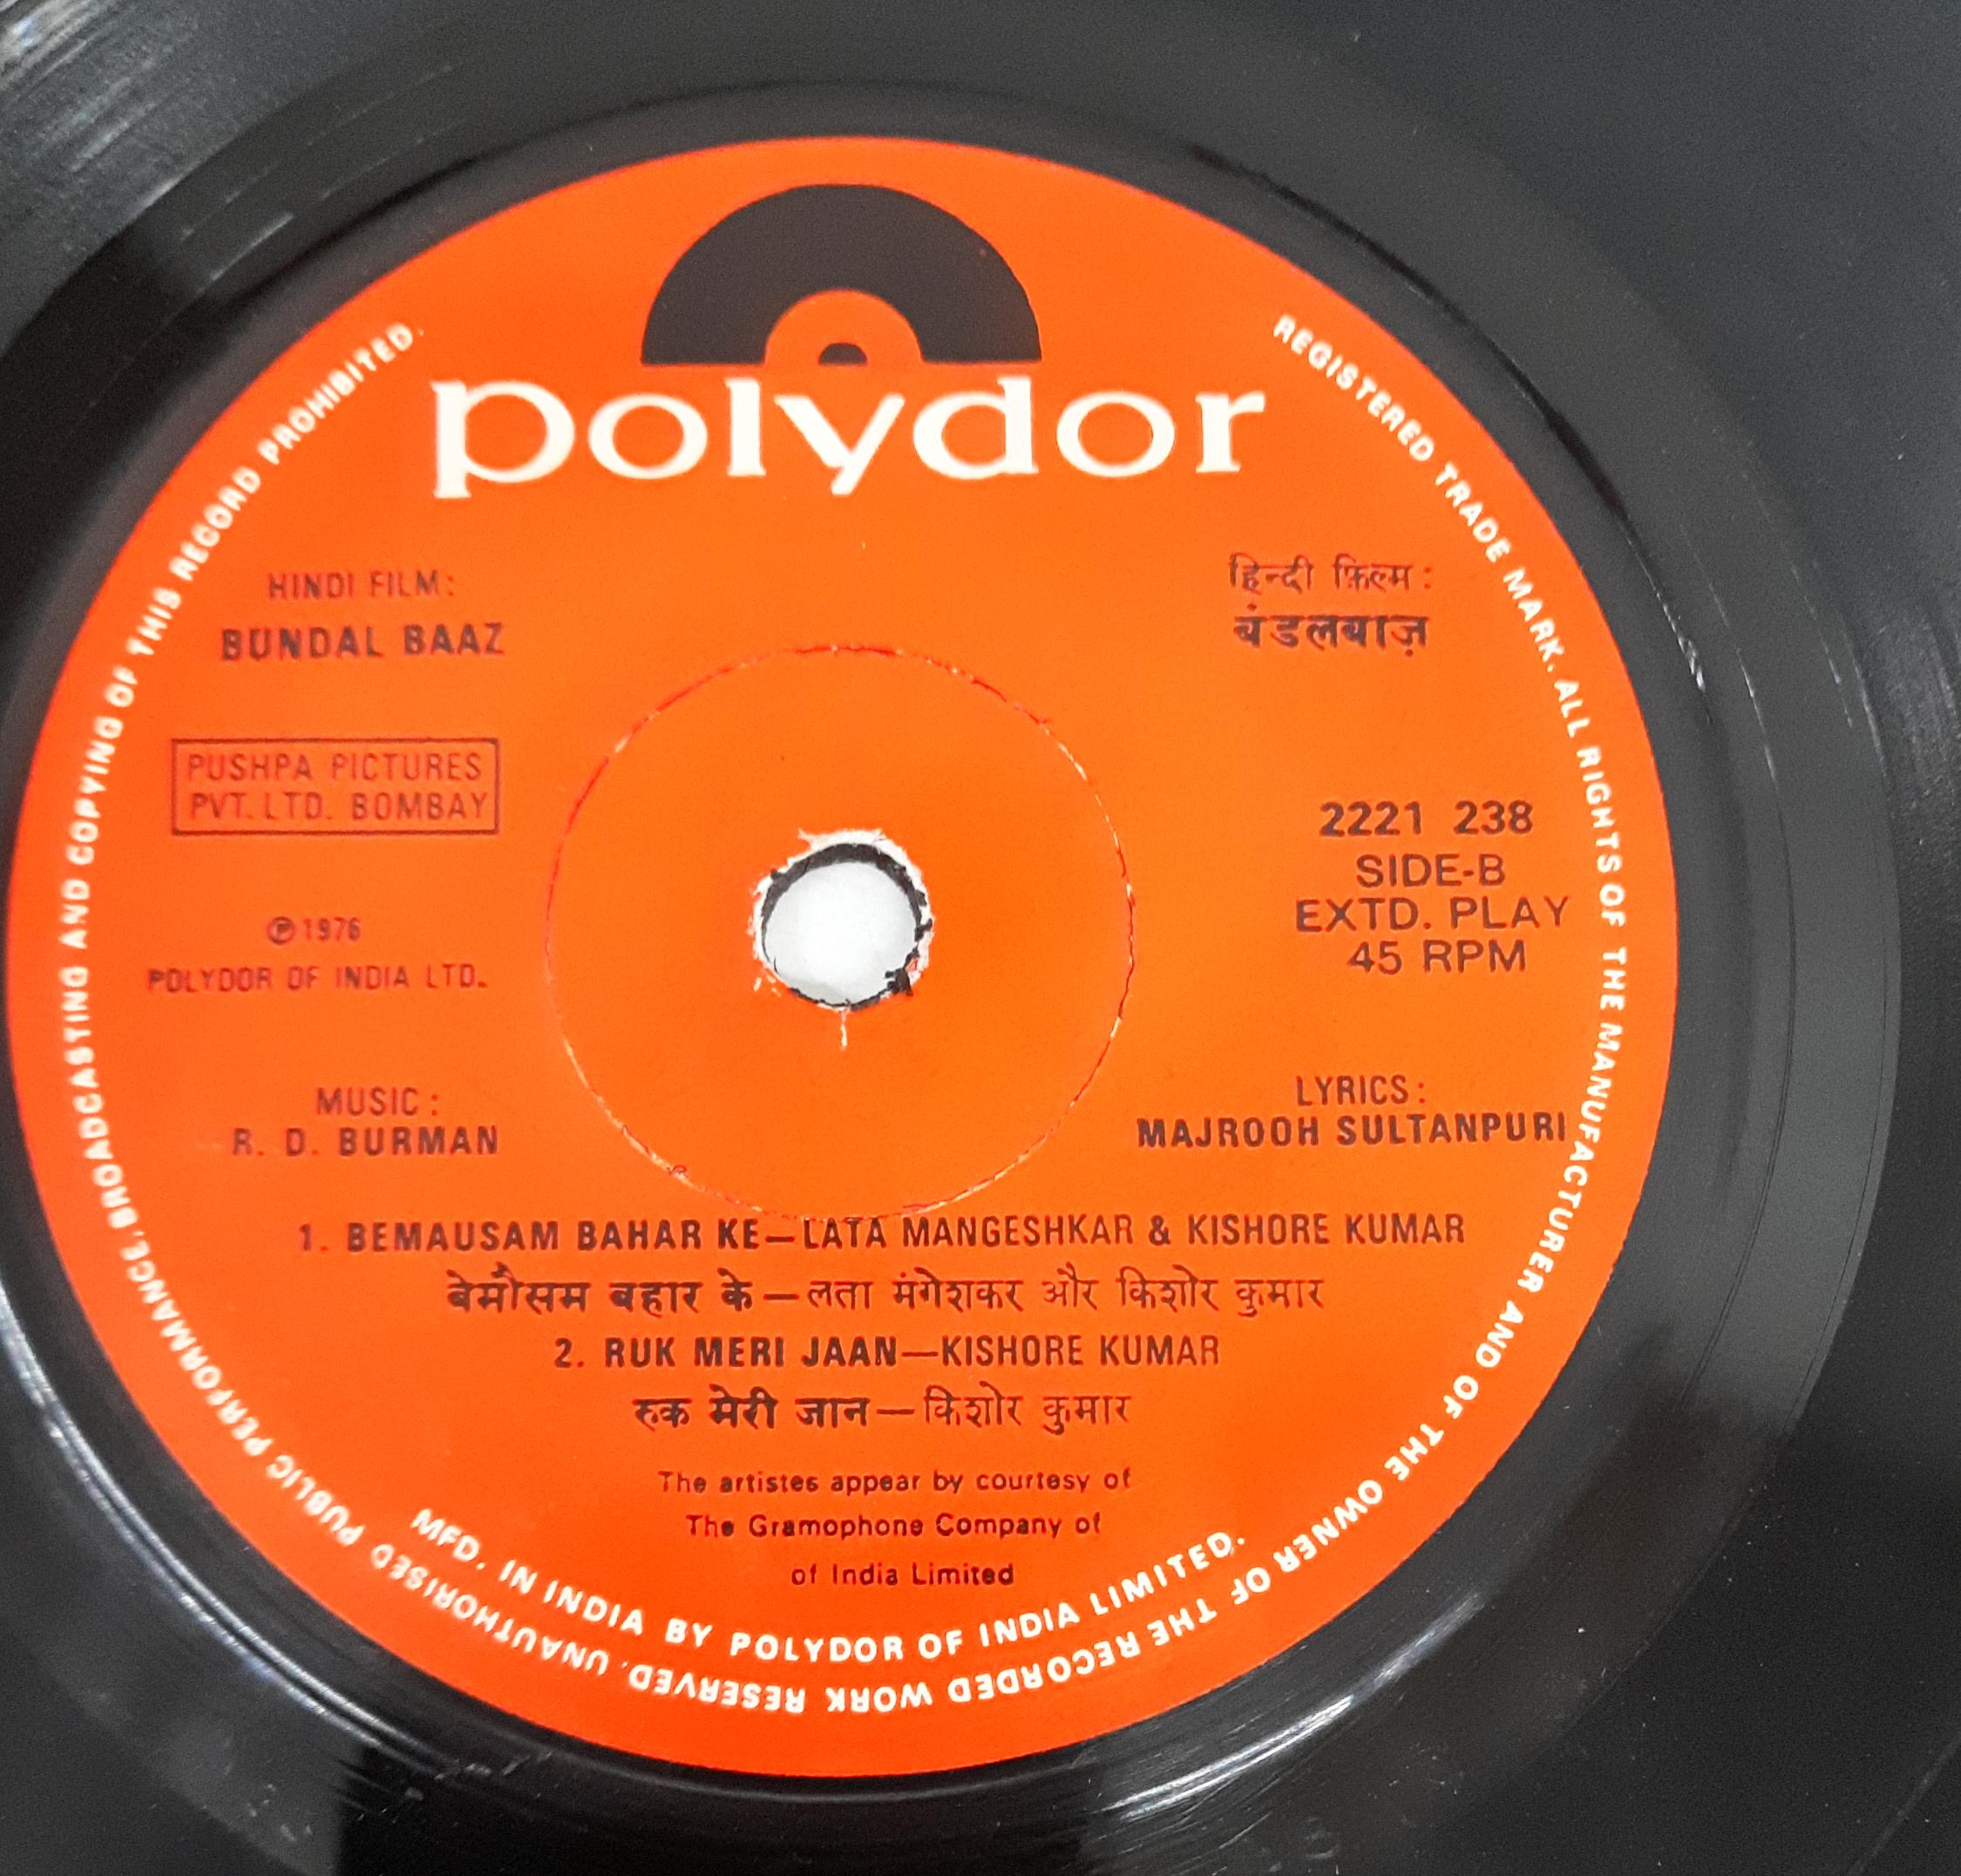 polydor
HINDI FILM:
BUNDAL BAAZ
हिन्दी फ़िल्म:
बंडलबाज़
PUSHPA PICTURES
PVT. LTD. BOMBAY
℗ 1976
POLYDOR OF INDIA LTD.
2221 238
SIDE-B
EXTD. PLAY
45 RPM
MUSIC:
R. D. BURMAN
LYRICS:
MAJROOH SULTANPURI
1. BEMAUSAM BAHAR KE—LATA MANGESHKAR & KISHORE KUMAR
बेमौसम बहार के—लता मंगेशकर और किशोर कुमार
2. RUK MERI JAAN—KISHORE KUMAR
रुक मेरी जान—किशोर कुमार
The artistes appear by courtesy of
The Gramophone Company of
of India Limited
MFD. IN INDIA BY POLYDOR OF INDIA LIMITED.
REGISTERED TRADE MARK. ALL RIGHTS OF THE MANUFACTURER AND OF THE OWNER OF THE RECORDED WORK RESERVED. UNAUTHORISED PUBLIC PERFORMANCE, BROADCASTING AND COPYING OF THIS RECORD PROHIBITED.